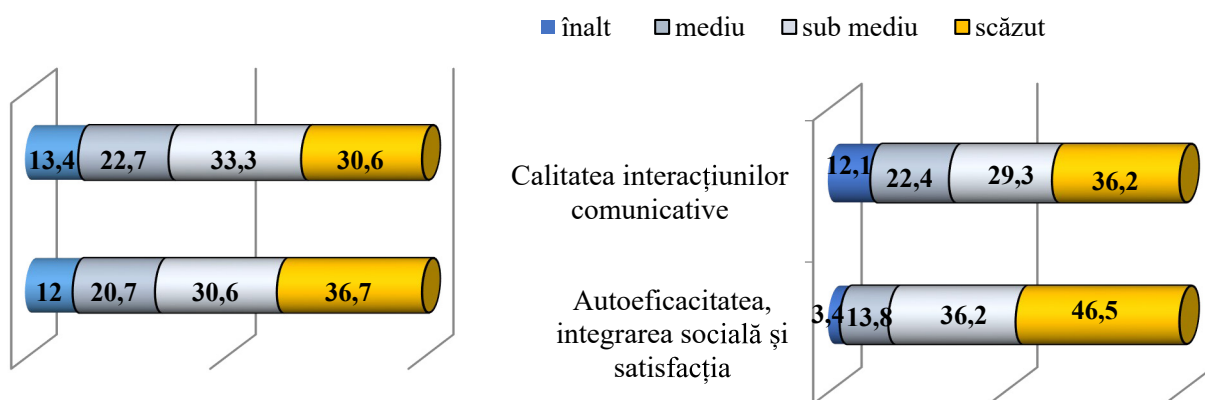 înalt mediu sub mediu scăzut
13,4 22,7 33,3 30,6
12 20,7 30,6 36,7
Calitatea interacțiunilor
comunicative
12,1 22,4 29,3 36,2
Autoeficacitatea,
integrarea socială și
satisfacția
3,4 13,8 36,2 46,5